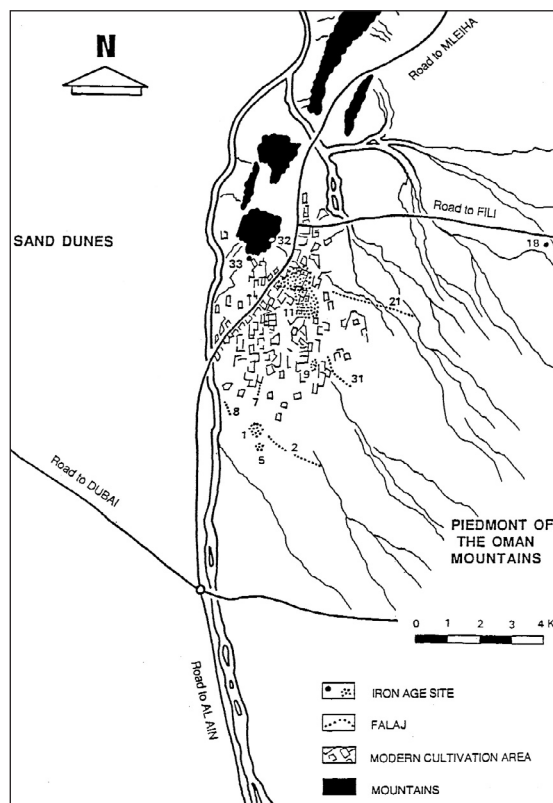 N
Road to MLEIHA
Road to FILI
SAND DUNES
18
32
33
21
11
9
31
7
8
1
2
5
Road to DUBAI
PIEDMONT OF
THE OMAN
MOUNTAINS
0 1 2 3 4 K
Road to AL AIN
IRON AGE SITE
FALAJ
MODERN CULTIVATION AREA
MOUNTAINS